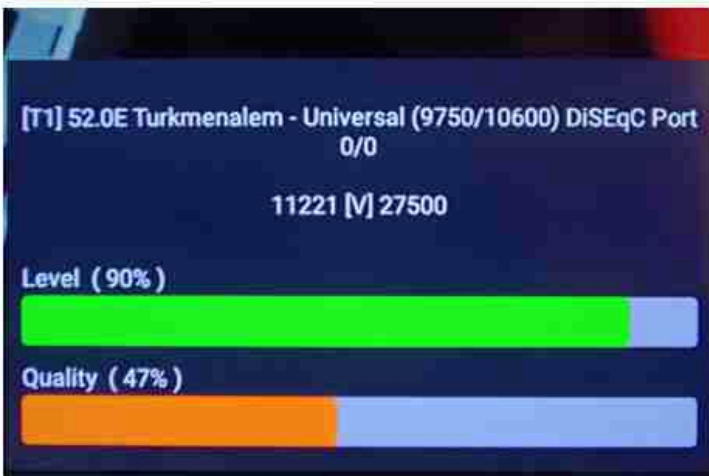 [T1] 52.0E Turkmenalem - Universal (9750/10600) DiSEqC Port
0/0
11221 [V] 27500
Level ( 90% )
Quality ( 47% )